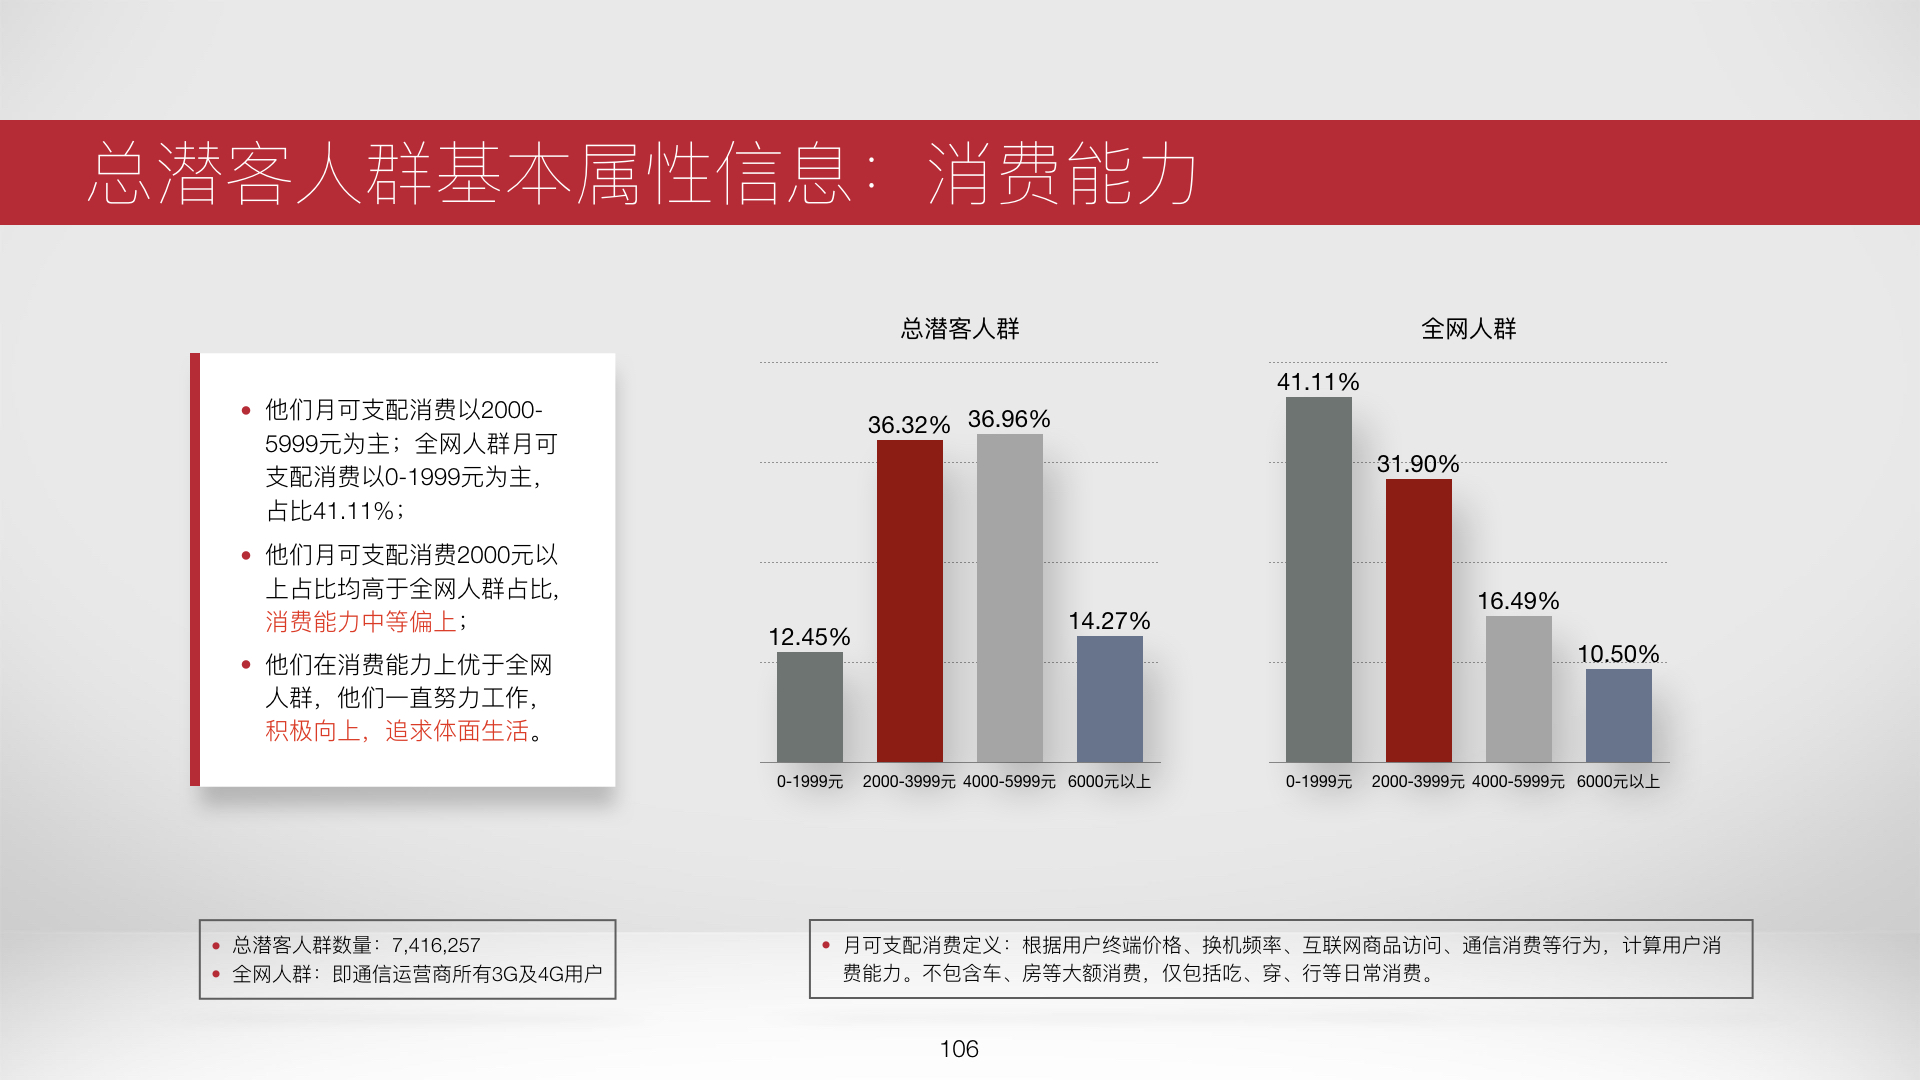 总潜客人群基本属性信息：消费能力
他们月可支配消费以2000-
5999元为主；全网人群月可
支配消费以0-1999元为主，
占比41.11%；
他们月可支配消费2000元以
上占比均高于全网人群占比，
消费能力中等偏上；
他们在消费能力上优于全网
人群，他们一直努力工作，
积极向上，追求体面生活。
总潜客人群
12.45%
36.32%
36.96%
14.27%
0-1999元
2000-3999元
4000-5999元
6000元以上
全网人群
41.11%
31.90%
16.49%
10.50%
0-1999元
2000-3999元
4000-5999元
6000元以上
总潜客人群数量：7,416,257
全网人群：即通信运营商所有3G及4G用户
月可支配消费定义：根据用户终端价格、换机频率、互联网商品访问、通信消费等行为，计算用户消
费能力。不包含车、房等大额消费，仅包括吃、穿、行等日常消费。
106